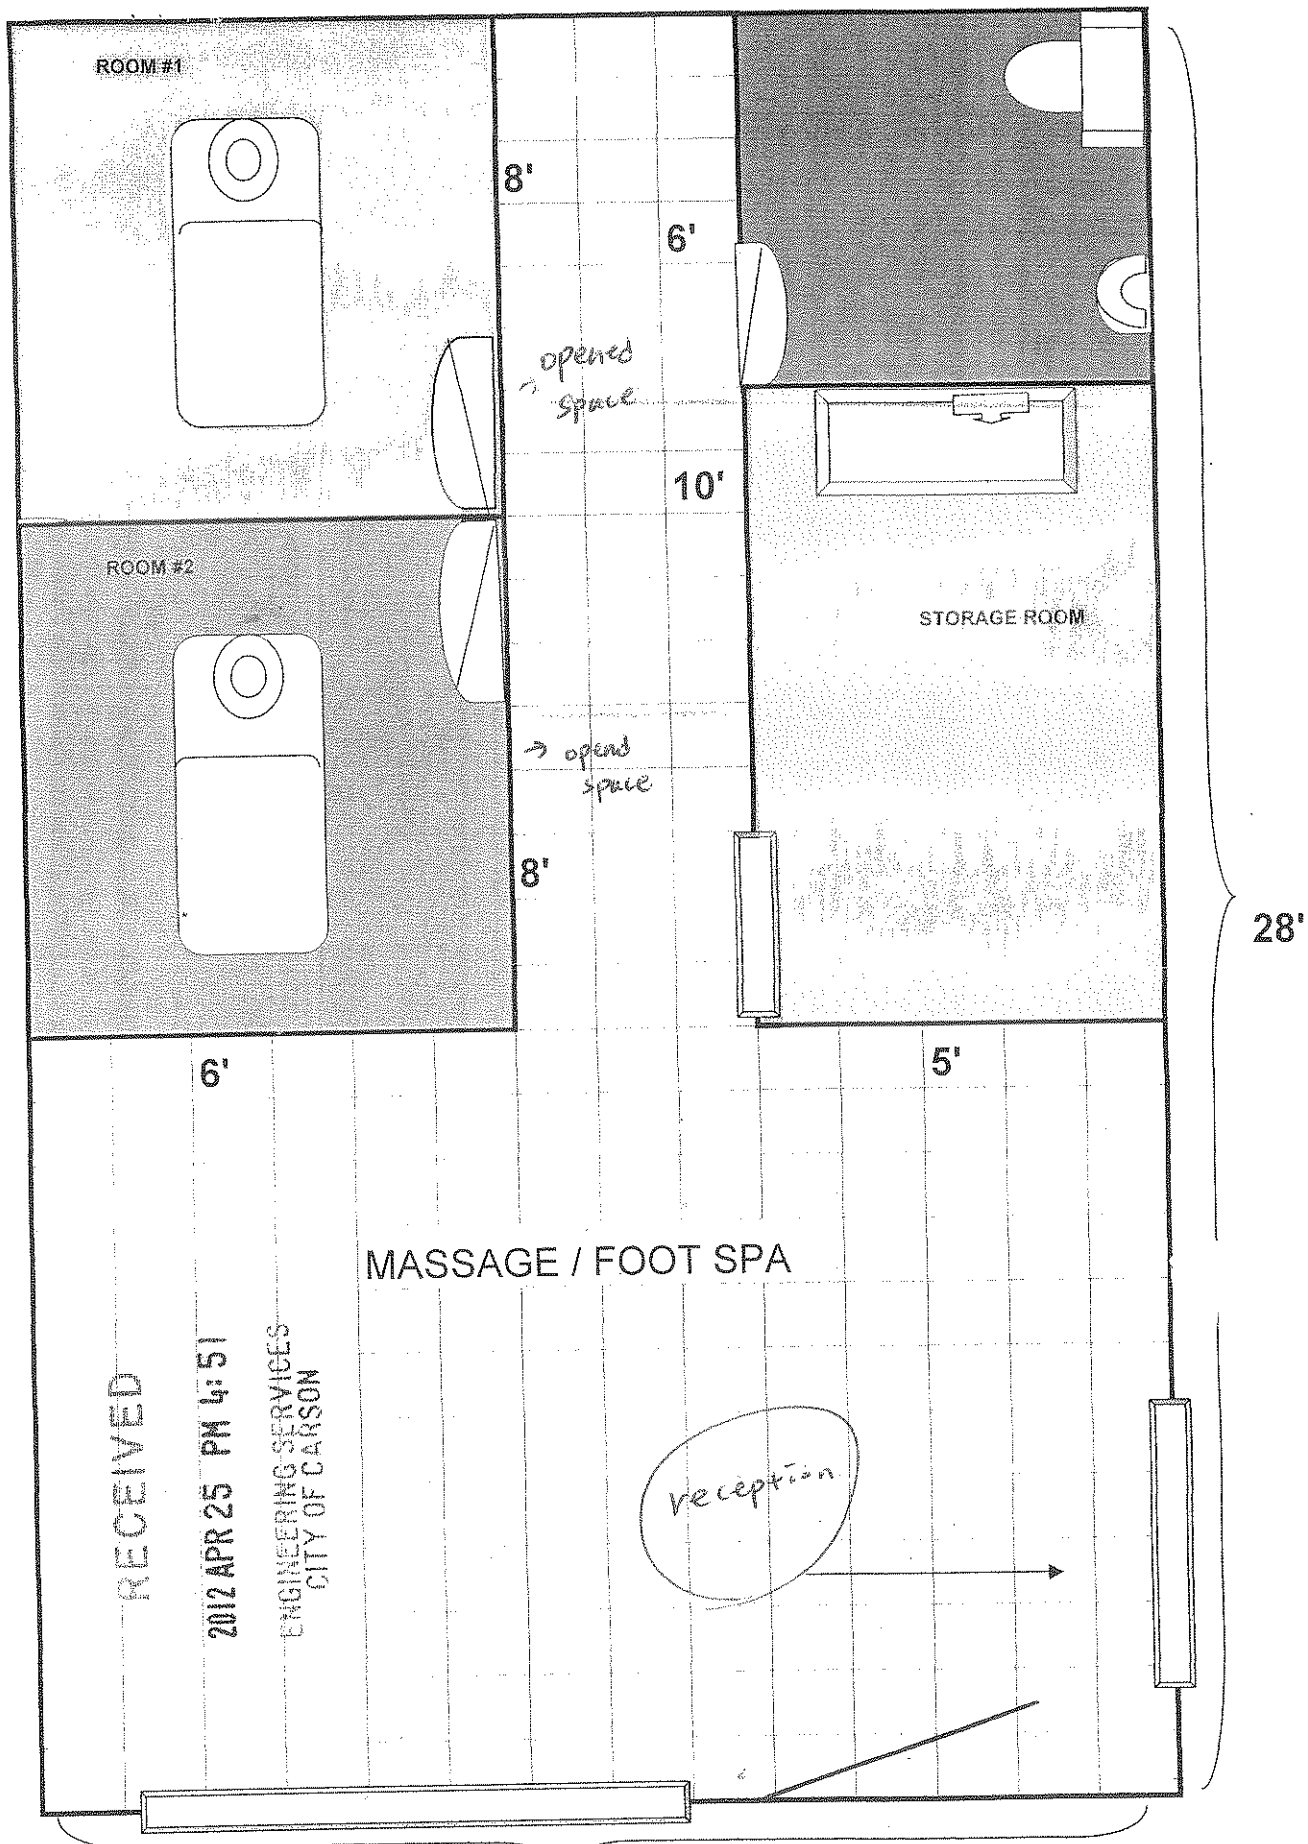 ROOM #1
8'
6'
opened
space
10'
ROOM #2
STORAGE ROOM
→ opend
space
8'
28'
6'
5'
MASSAGE / FOOT SPA
RECEIVED
2012 APR 25 PM 4:51
ENGINEERING SERVICES
CITY OF CARSON
reception